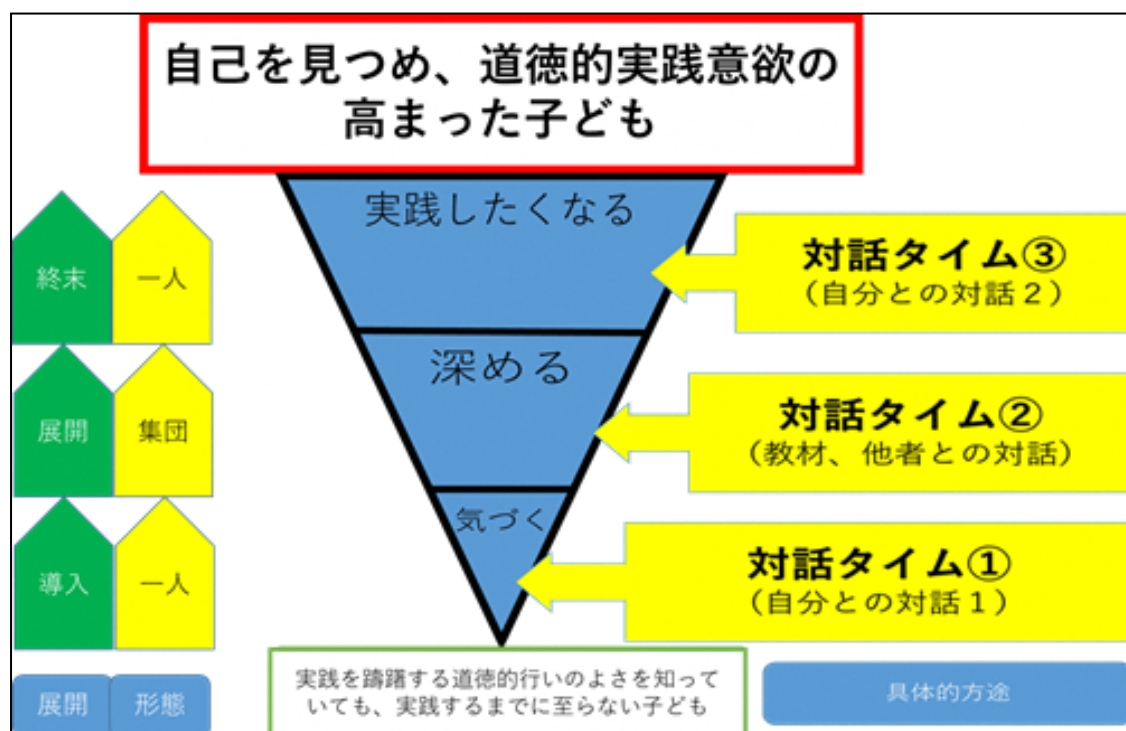 自己を見つめ、道徳的実践意欲の
高まった子ども
実践したくなる
終末
一人
対話タイム③
（自分との対話２）
深める
展開
集団
対話タイム②
（教材、他者との対話）
気づく
導入
一人
対話タイム①
（自分との対話１）
実践を躊躇する道徳的行いのよさを知って
いても、実践するまでに至らない子ども
展開
形態
具体的方途